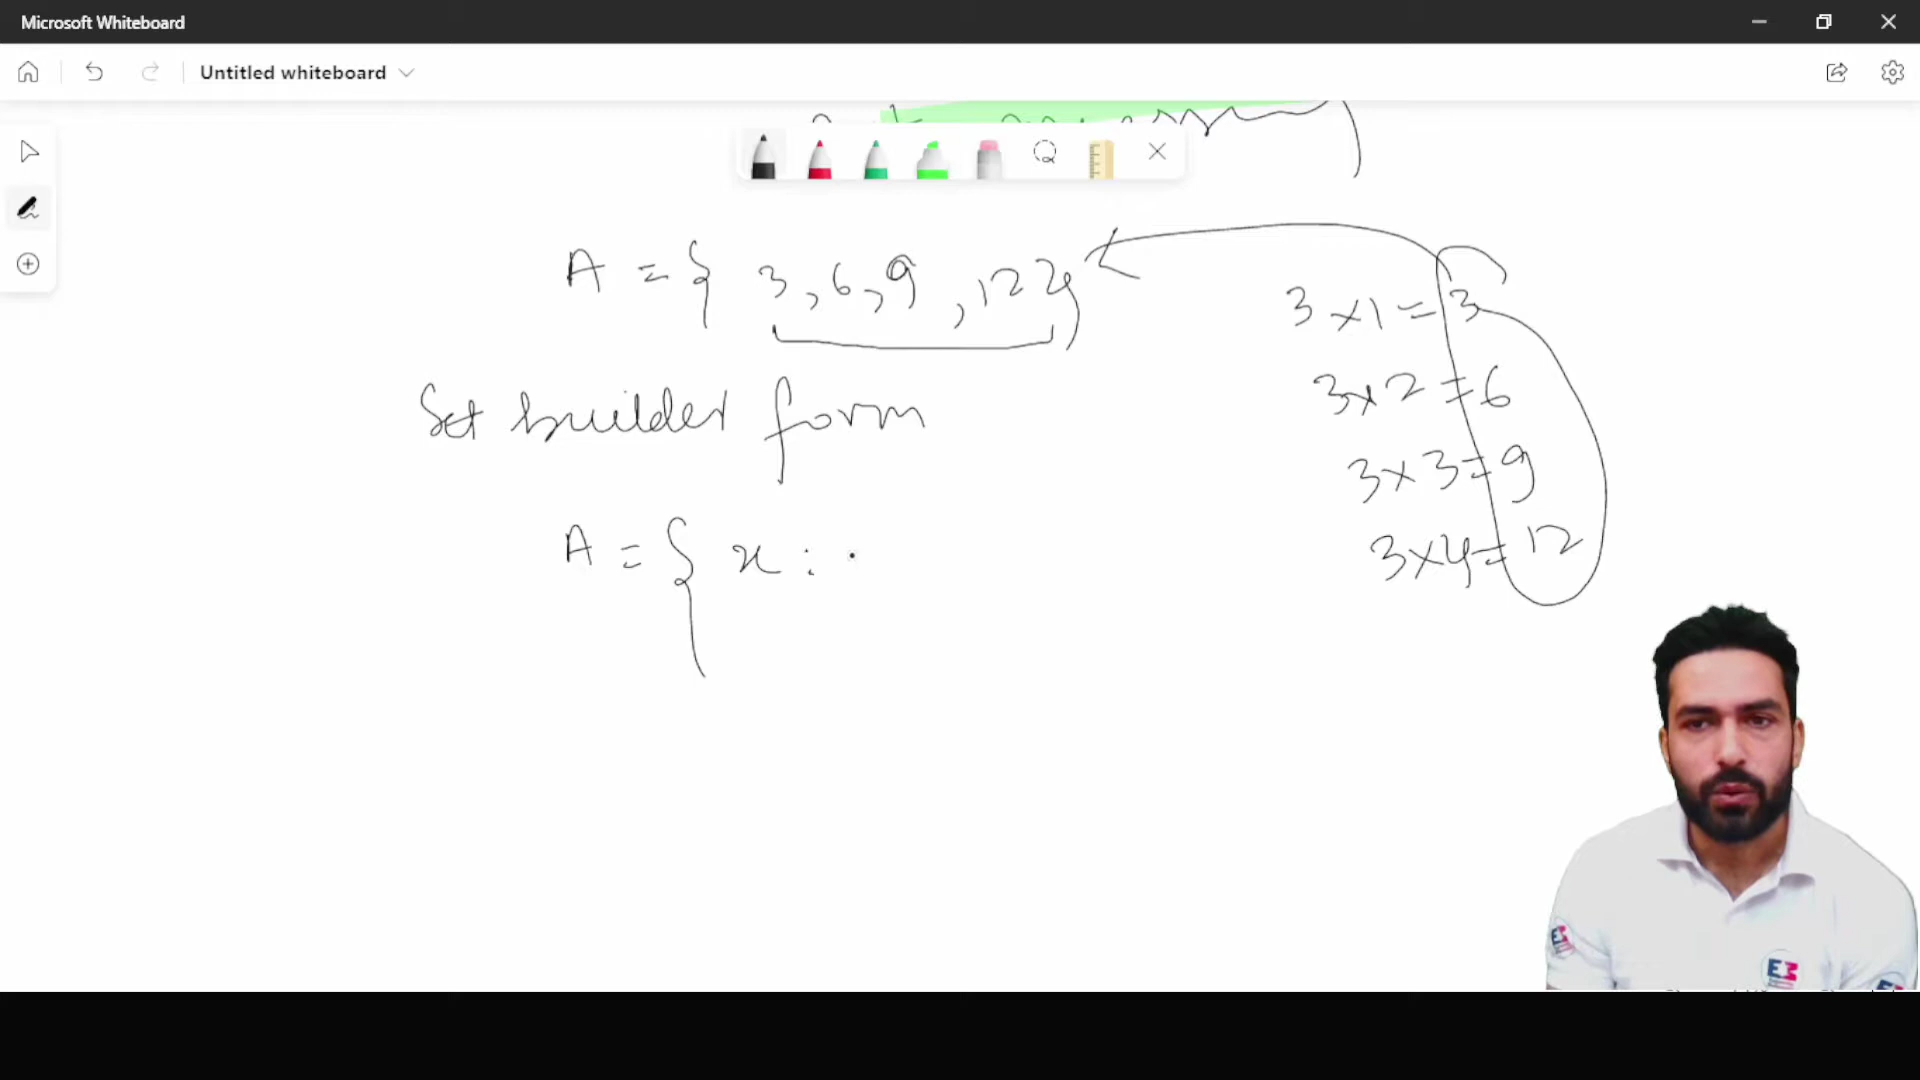 Microsoft Whiteboard
Untitled whiteboard
A = { 3, 6, 9, 12 }
3 × 1 = 3
3 × 2 = 6
Set builder form
3 × 3 = 9
A = { x : .
3 × 4 = 12